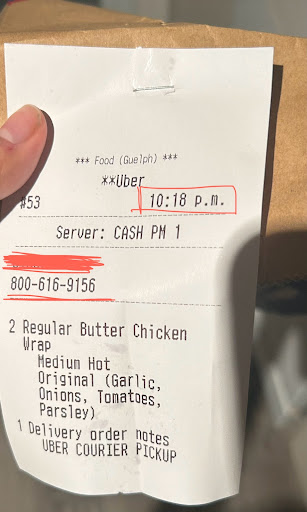 *** Food (Guelph) ***
**Uber
#53 10:18 p.m.
Server: CASH PM 1
800-616-9156
2 Regular Butter Chicken
Wrap
Medium Hot
Original (Garlic,
Onions, Tomatoes,
Parsley)
1 Delivery order notes
UBER COURIER PICKUP